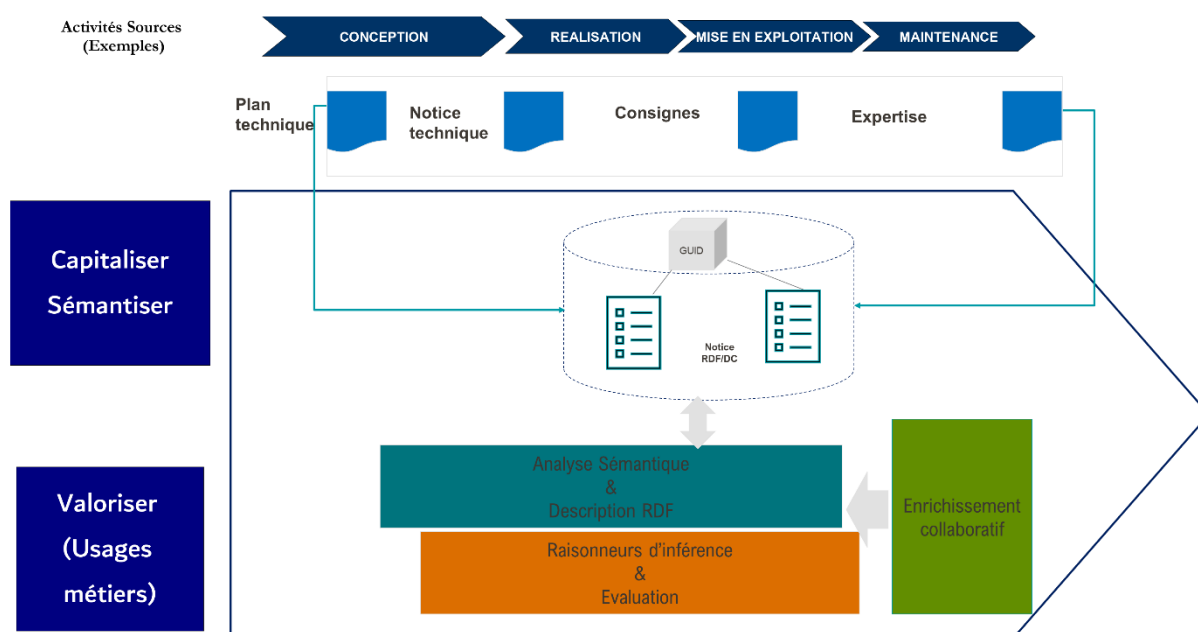 Activités Sources
(Exemples)
CONCEPTION
REALISATION
MISE EN EXPLOITATION
MAINTENANCE
Plan
technique
Notice
technique
Consignes
Expertise
Capitaliser
Sémantiser
GUID
Notice
RDF/DC
Valoriser
(Usages
métiers)
Analyse Sémantique
&
Description RDF
Raisonneurs d'inférence
&
Evaluation
Enrichissement
collaboratif